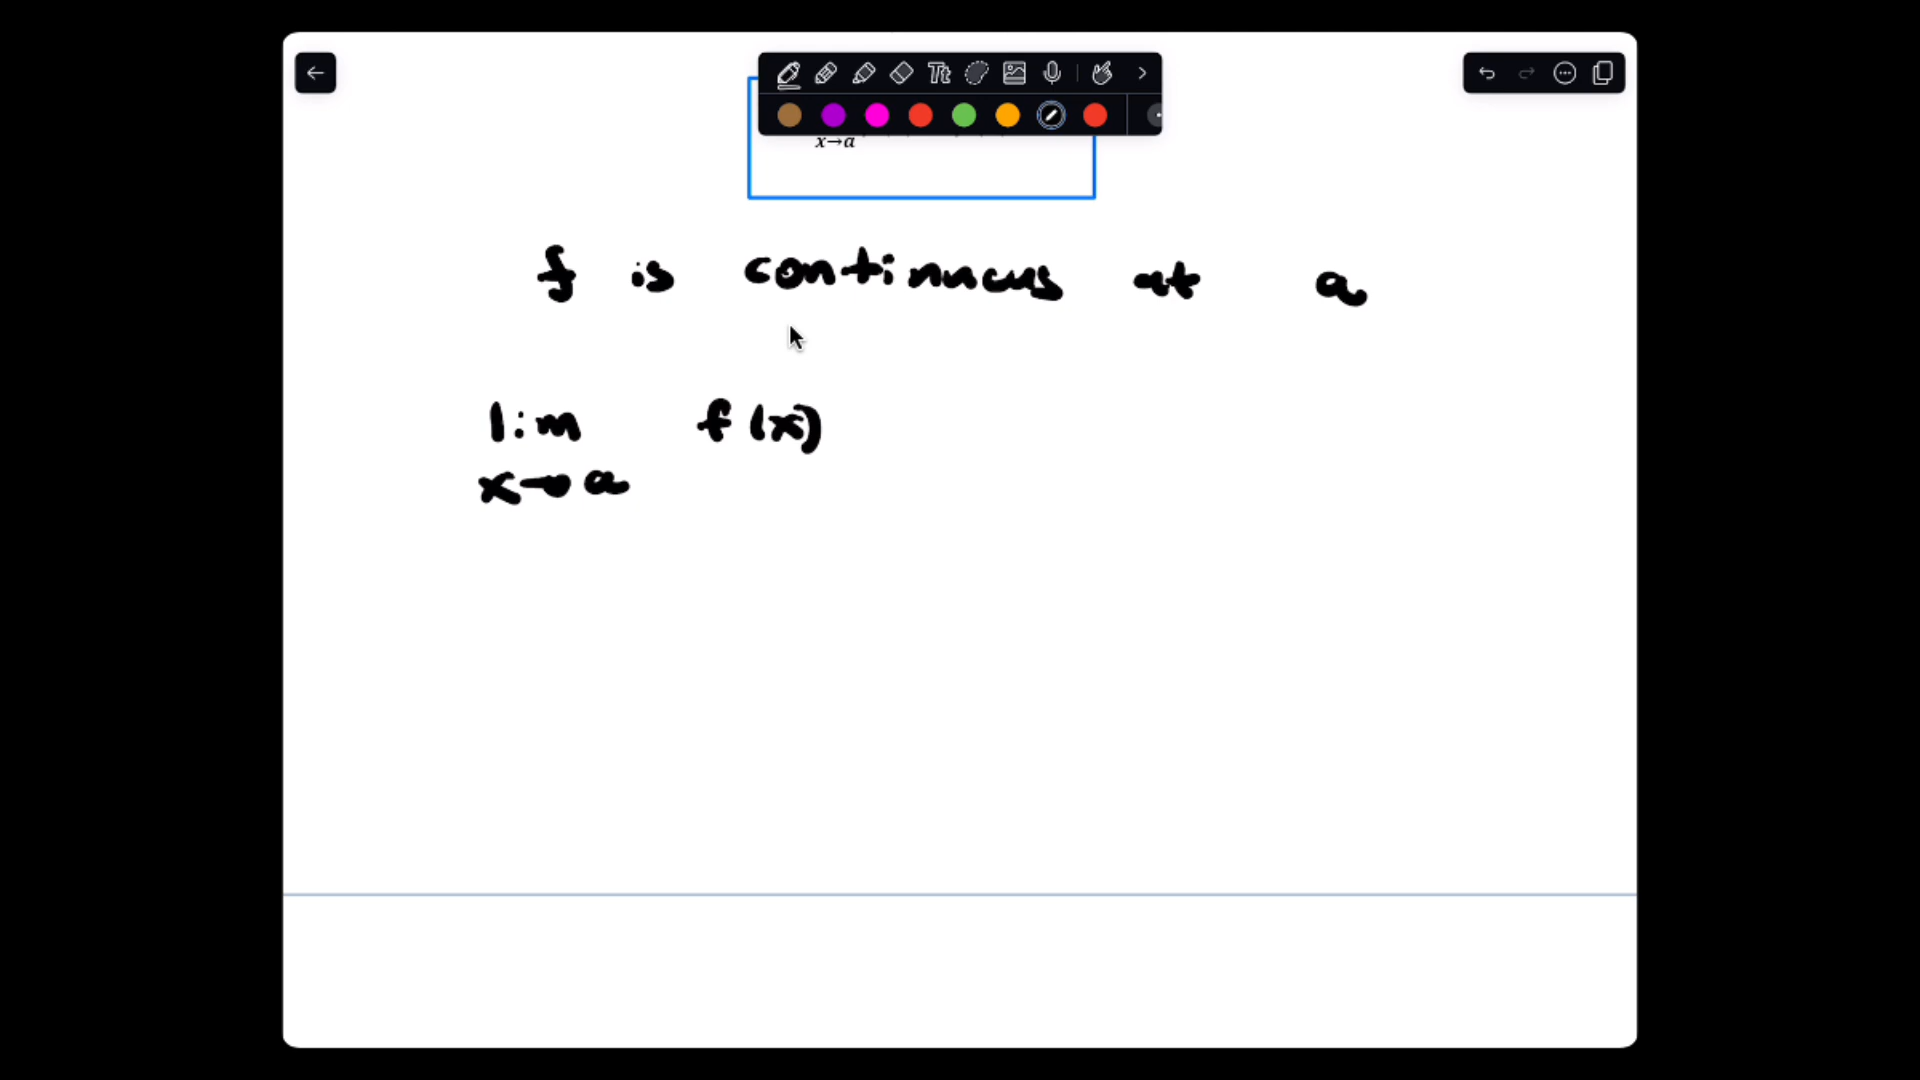 x→a
f is continuous at a
lim f(x)
x→a